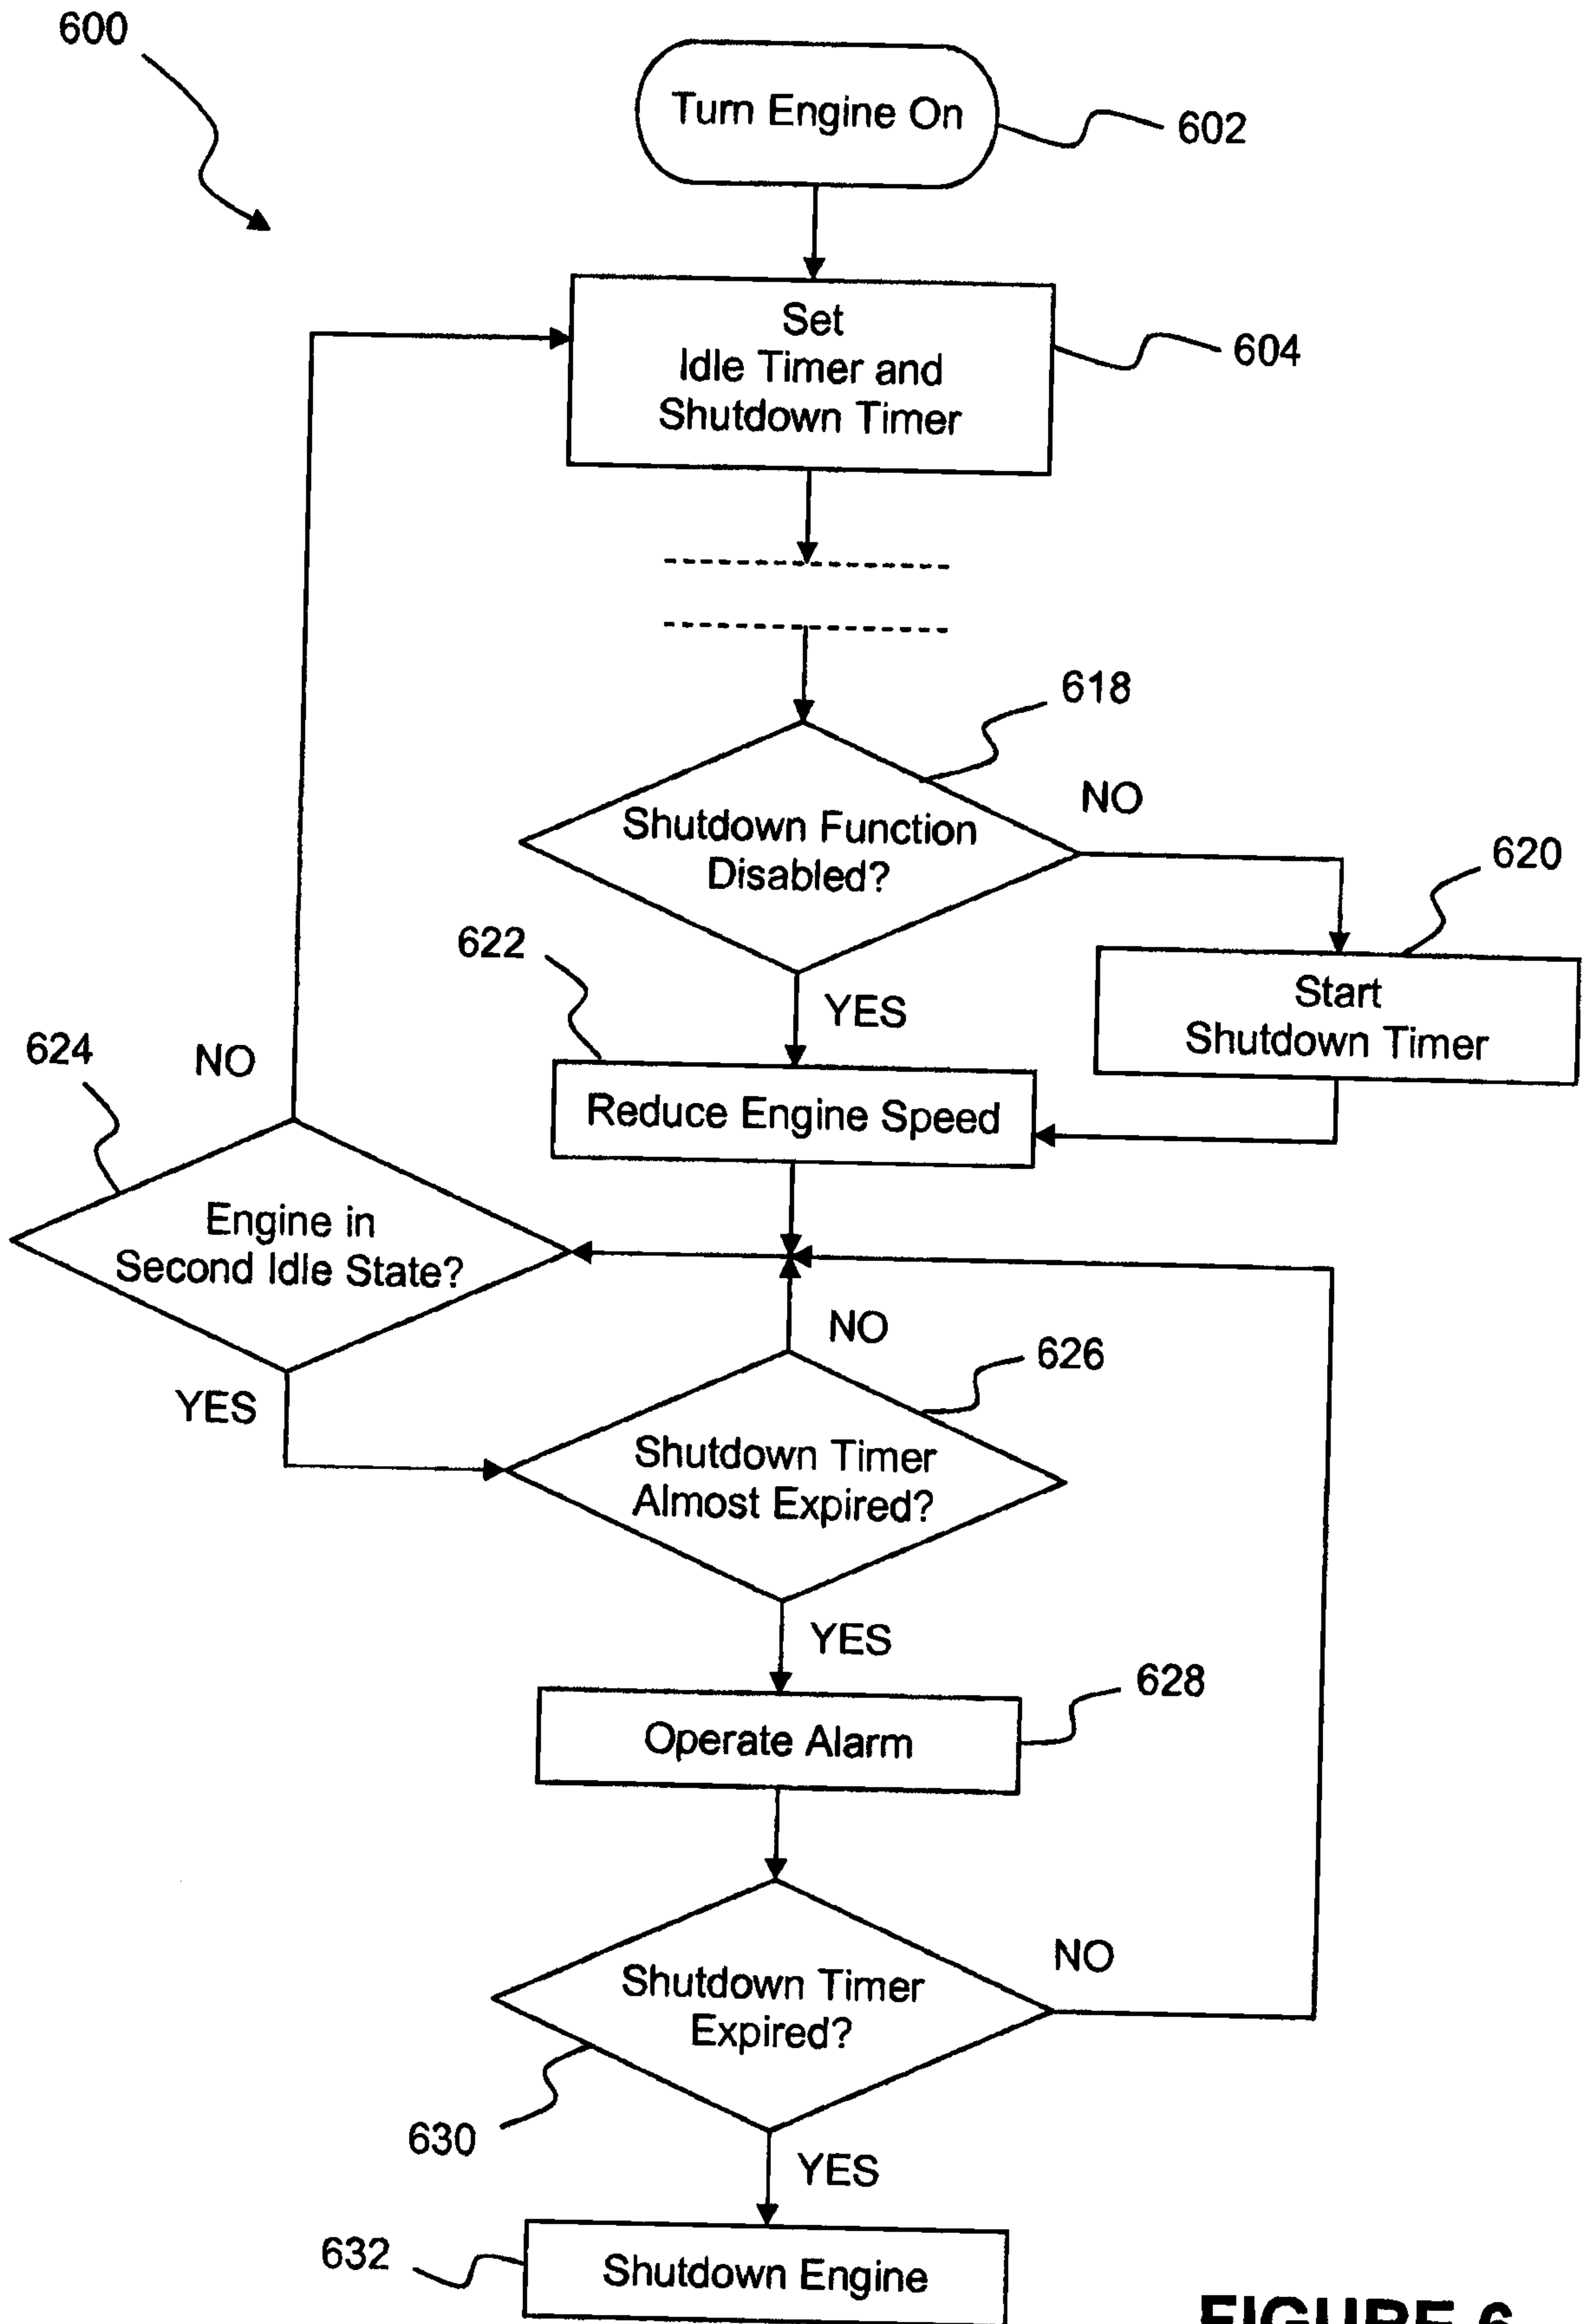 600
Turn Engine On
602
Set
Idle Timer and
Shutdown Timer
604
618
Shutdown Function
Disabled?
NO
620
622
YES
Start
Shutdown Timer
624
NO
Reduce Engine Speed
Engine in
Second Idle State?
NO
626
YES
Shutdown Timer
Almost Expired?
YES
628
Operate Alarm
NO
Shutdown Timer
Expired?
630
YES
632
Shutdown Engine
FIGURE 6